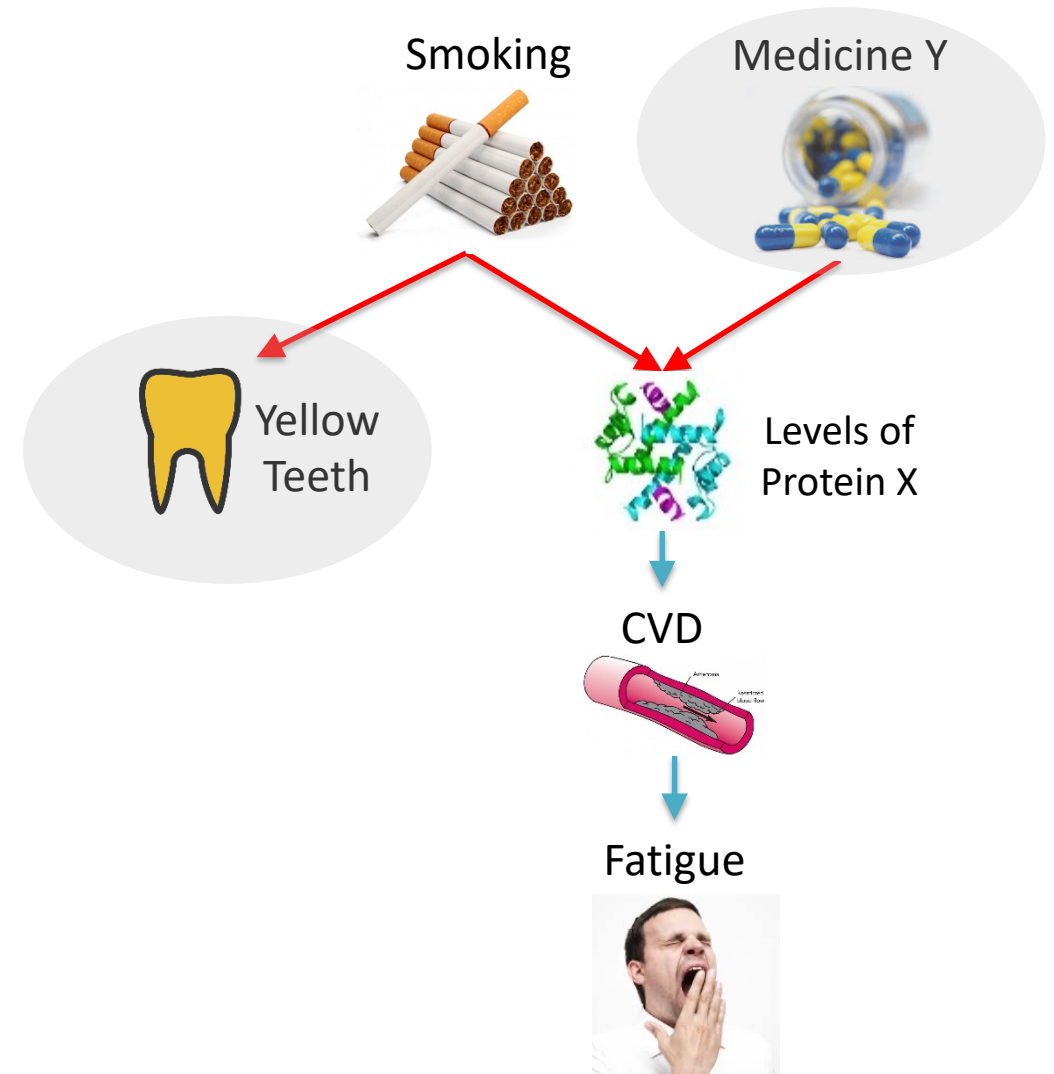 Smoking
Medicine Y
Yellow
Teeth
Levels of
Protein X
CVD
Fatigue